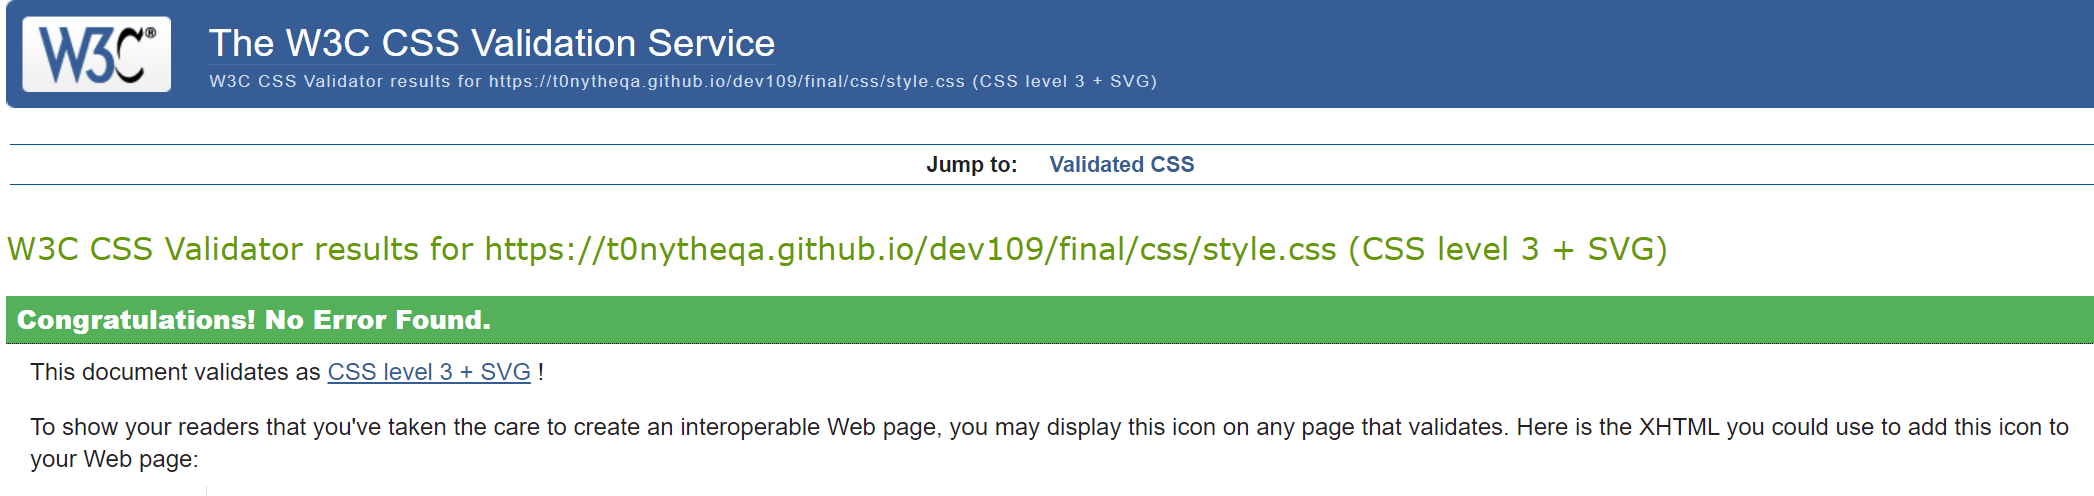 W3C®
The W3C CSS Validation Service
W3C CSS Validator results for https://t0nytheqa.github.io/dev109/final/css/style.css (CSS level 3 + SVG)
Jump to: Validated CSS
W3C CSS Validator results for https://t0nytheqa.github.io/dev109/final/css/style.css (CSS level 3 + SVG)
Congratulations! No Error Found.
This document validates as CSS level 3 + SVG !
To show your readers that you've taken the care to create an interoperable Web page, you may display this icon on any page that validates. Here is the XHTML you could use to add this icon to
your Web page: